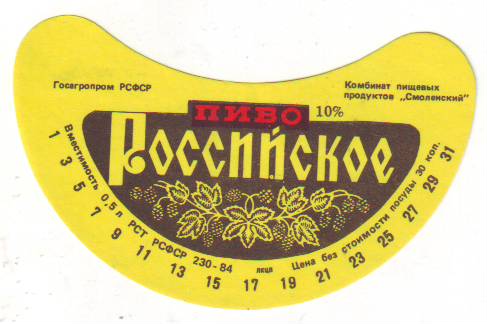 Госагропром РСФСР
Комбинат пищевых
продуктов „Смоленский"
ПИВО 10%
Российское
Вместимость 0,5 л РСТ РСФСР 230-84 Цена без стоимости посуды 30 коп.
1 3 5 7 9 11 13 15 17 19 21 23 25 27 29 31